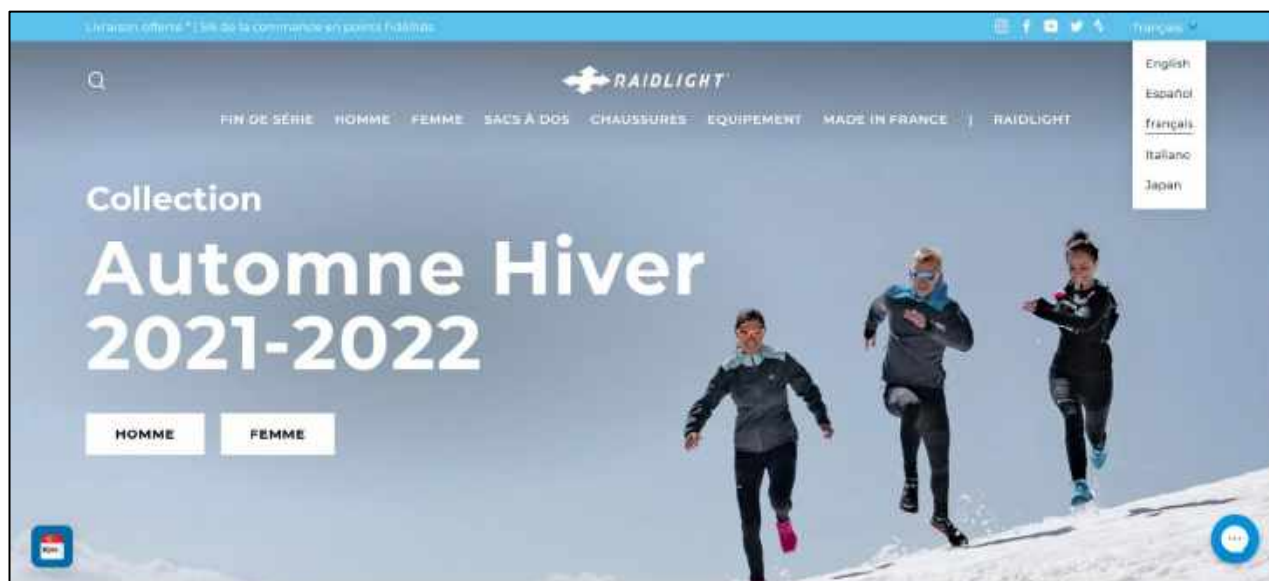 Livraison offerte * | 5% de la commande en points fidélités
français
English
Español
français
Italiano
Japan
RAIDLIGHT
FIN DE SÉRIE HOMME FEMME SACS À DOS CHAUSSURES EQUIPEMENT MADE IN FRANCE | RAIDLIGHT
Collection
Automne Hiver
2021-2022
HOMME FEMME